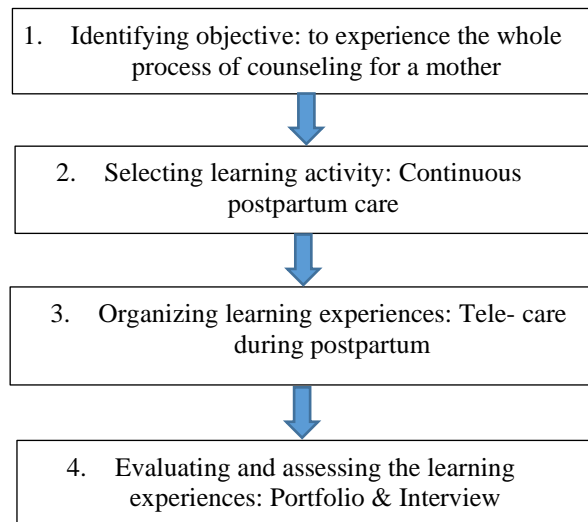 1. Identifying objective: to experience the whole
process of counseling for a mother
2. Selecting learning activity: Continuous
postpartum care
3. Organizing learning experiences: Tele- care
during postpartum
4. Evaluating and assessing the learning
experiences: Portfolio & Interview